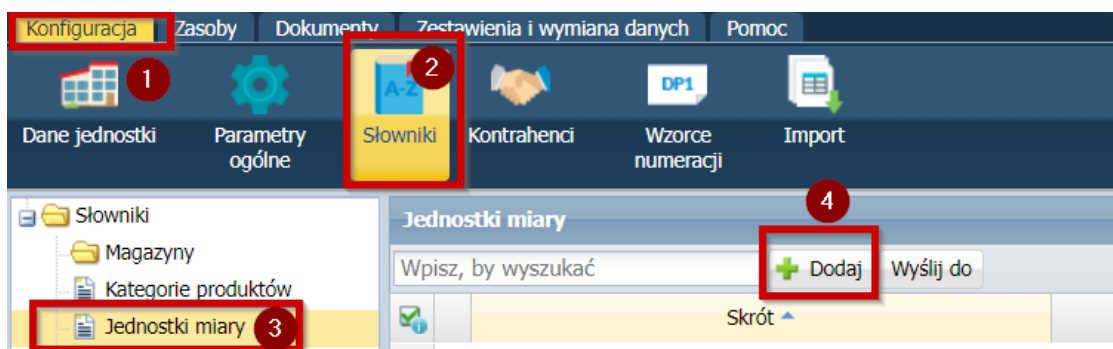 Konfiguracja Zasoby Dokumenty Zestawienia i wymiana danych Pomoc
1 A-Z 2 DP1
Dane jednostki Parametry ogólne Słowniki Kontrahenci Wzorce numeracji Import
Słowniki
Magazyny
Kategorie produktów
Jednostki miary 3
Jednostki miary
4
Wpisz, by wyszukać Dodaj Wyślij do
Skrót